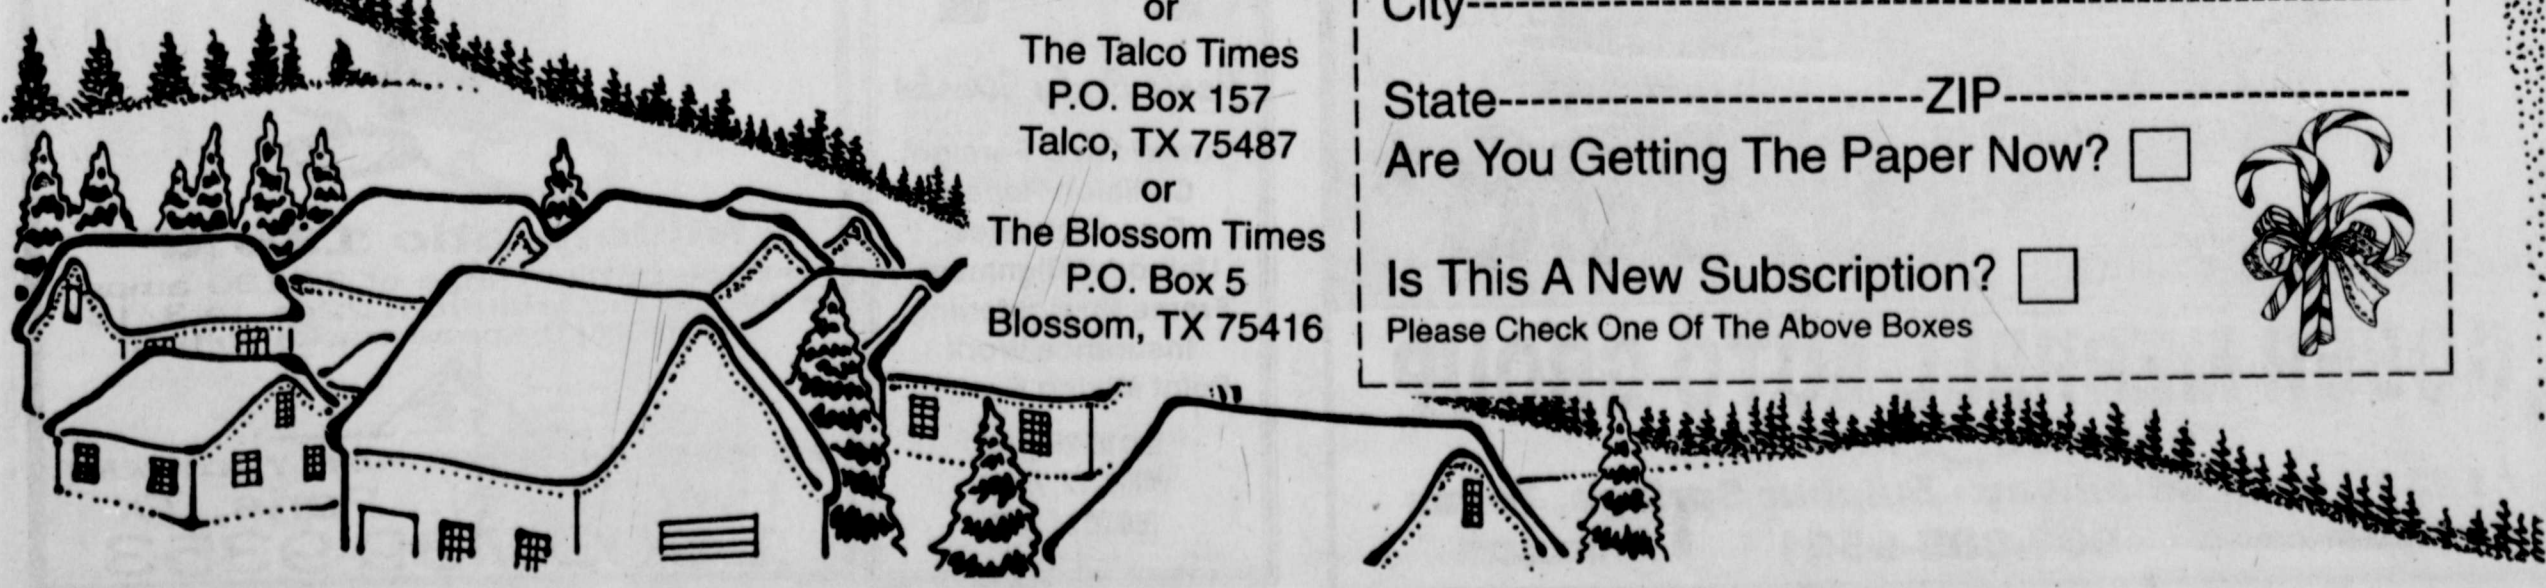 or
The Talco Times
P.O. Box 157
Talco, TX 75487
or
The Blossom Times
P.O. Box 5
Blossom, TX 75416
City
State ZIP
Are You Getting The Paper Now?
Is This A New Subscription?
Please Check One Of The Above Boxes